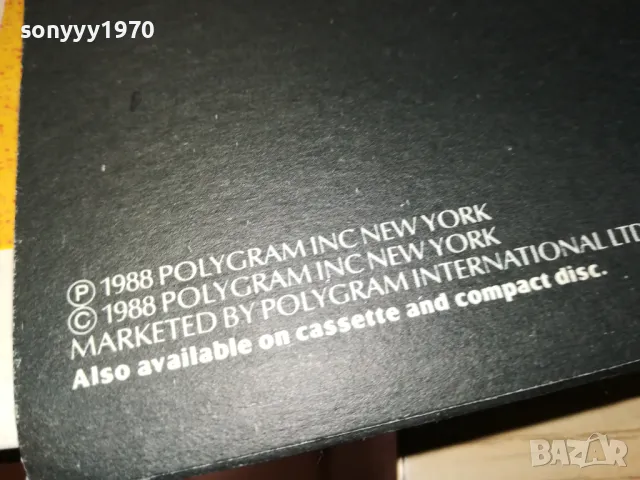 sonyyy1970
Ⓟ 1988 POLYGRAM INC NEW YORK
© 1988 POLYGRAM INC NEW YORK
MARKETED BY POLYGRAM INTERNATIONAL LTD
Also available on cassette and compact disc.
BAZAR
bg